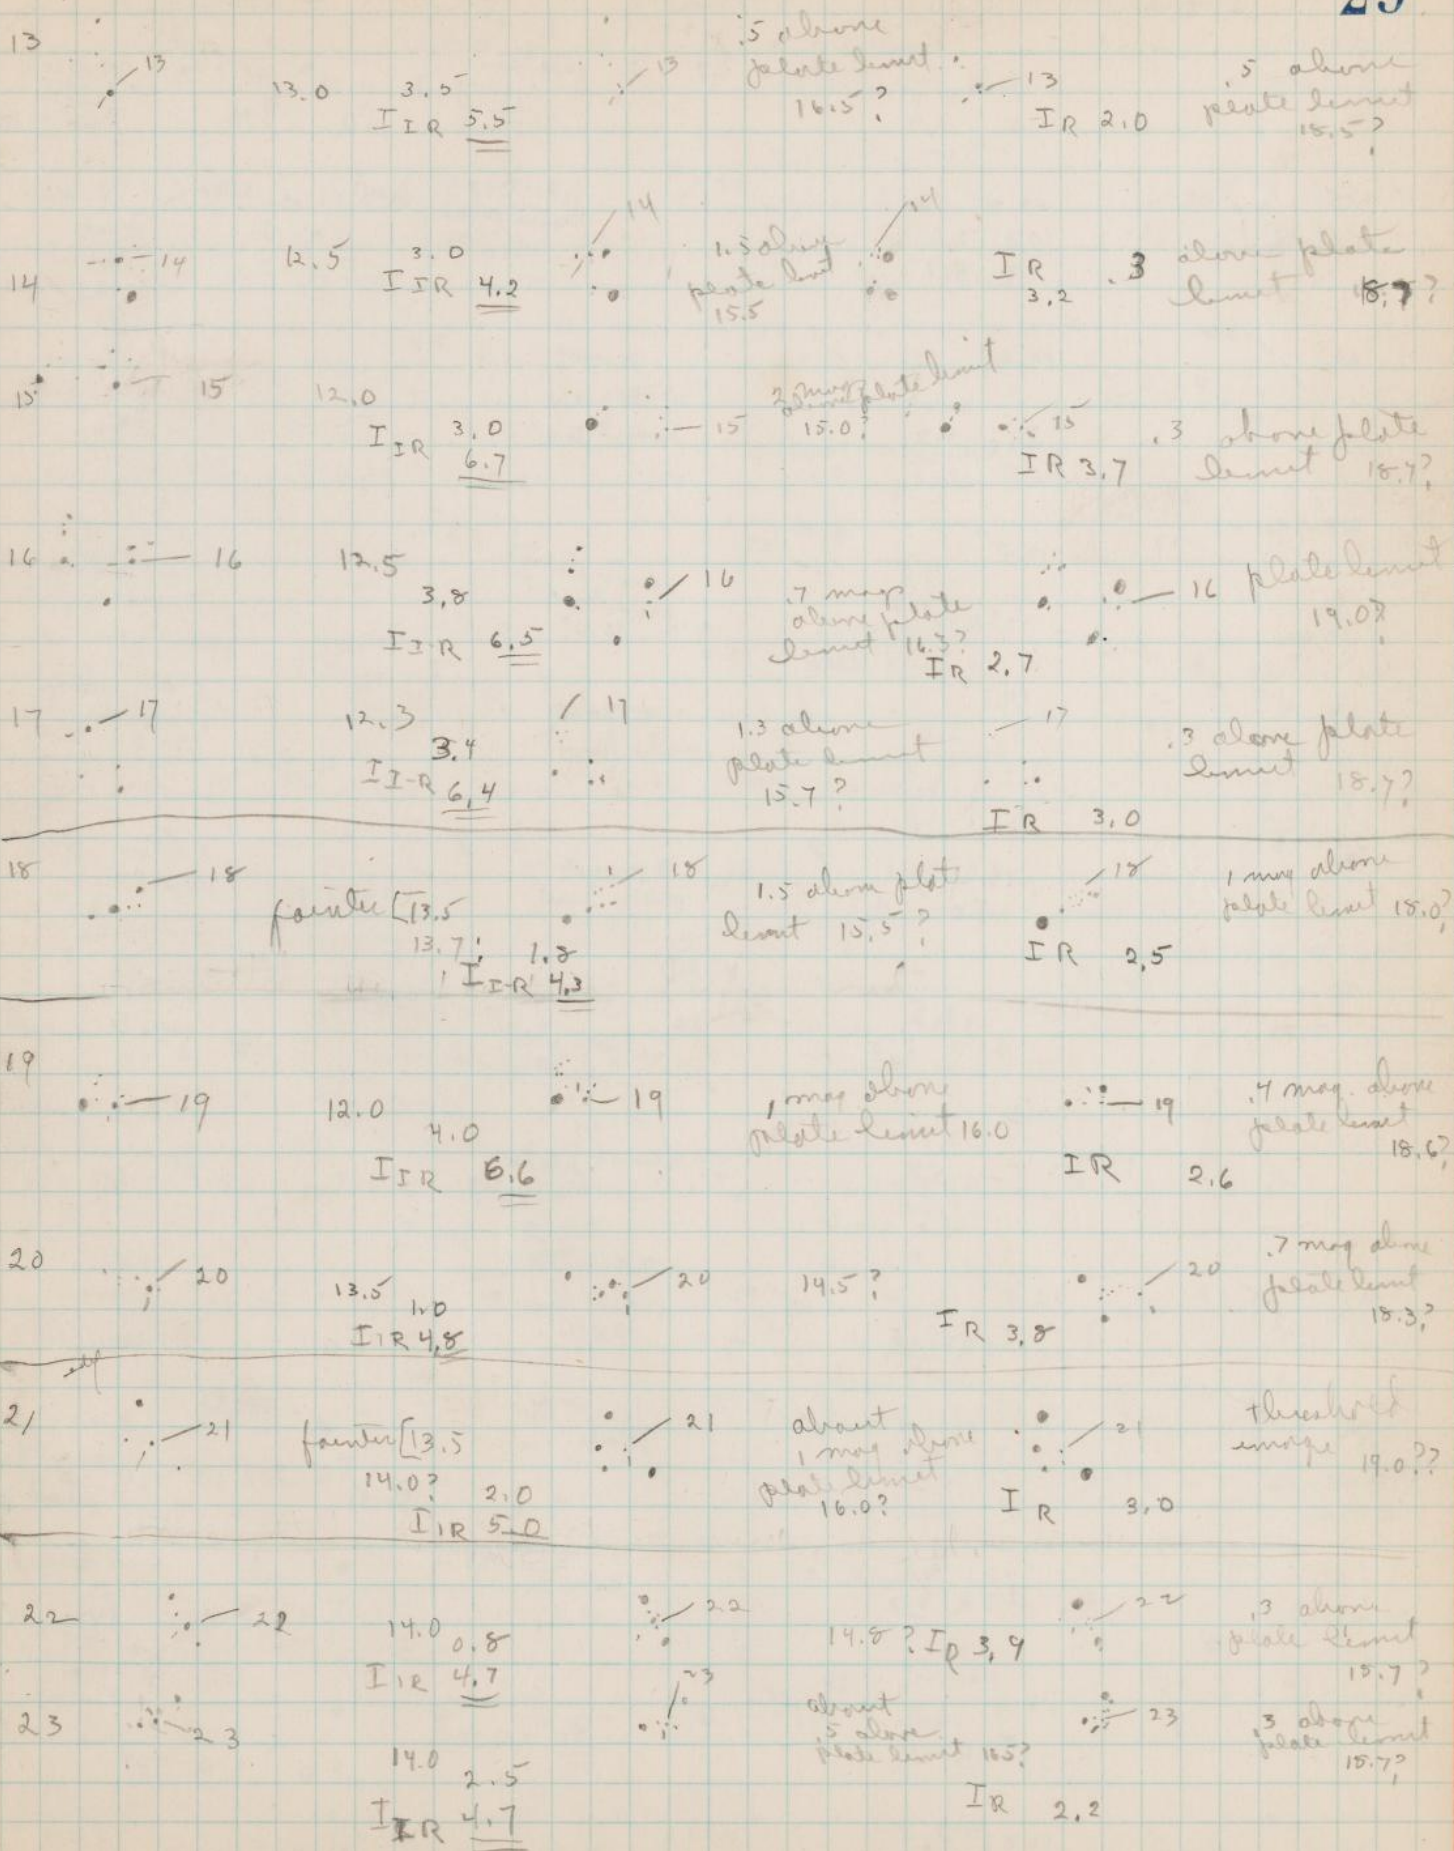 13
13
13.0
3.5
I IR 5.5
13
.5 above
plate limit
16.5?
13
IR 2.0
.5 above
plate limit
18.5?
14
14
12.5
3.0
I IR 4.2
14
1.5 above
plate limit
15.5
14
IR
3.2
.3 above plate
limit 18.7?
15
15
12.0
3.0
I IR
6.7
15
2 mag
above plate limit
15.0?
15
IR 3.7
.3 above plate
limit 18.7?
16
16
12.5
3.8
I I-R 6.5
16
.7 mag
above plate
limit 16.3?
IR 2.7
16
plate limit
19.0?
17
17
12.3
3.4
I I-R 6.4
17
1.3 above
plate limit
15.7?
17
IR 3.0
.3 above plate
limit 18.7?
18
18
fainter [13.5
13.7: 1.8
I I-R 4.3
18
1.5 above plat
limit 15.5?
18
IR 2.5
1 mag above
plate limit 18.0?
19
19
12.0
4.0
I IR 6.6
19
1 mag above
plate limit 16.0
19
IR 2.6
.4 mag. above
plate limit
18.6?
20
20
13.5
1.0
I IR 4.8
20
14.5?
IR 3.8
20
.7 mag above
plate limit
18.3?
21
21
fainter [13.5
14.0? 2.0
I IR 5.0
21
about
1 mag above
plate limit
16.0?
21
IR 3.0
threshold
image 19.0??
22
22
14.0
0.8
I IR 4.7
22
14.8? IR 3.9
22
.3 above
plate limit
18.7?
23
23
14.0
2.5
I IR 4.7
23
about
.5 above
plate limit 16.5?
23
IR 2.2
.3 above
plate limit
18.7?